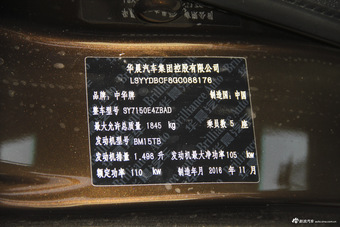 华晨汽车集团控股有限公司
LSYYDBCF8GC088176
品牌：中华牌 制造国：中国
整车型号 SY7150E4ZBAD
最大允许总质量 1845 kg 乘员数 5 座
发动机型号 BM15TB
发动机排量 1.498 升 发动机最大净功率 105 kw
额定功率 110 kw 制造年月 2016 年 11 月